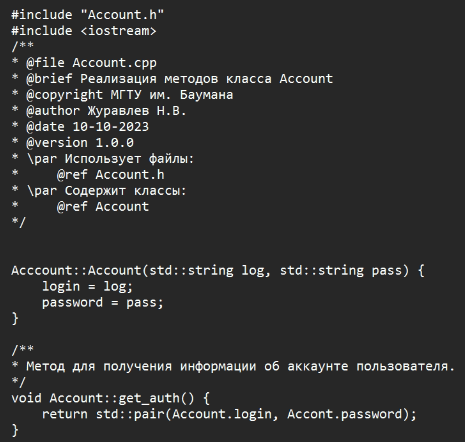 #include "Account.h"
#include <iostream>
/**
* @file Account.cpp
* @brief Реализация методов класса Account
* @copyright МГТУ им. Баумана
* @author Журавлев Н.В.
* @date 10-10-2023
* @version 1.0.0
* \par Использует файлы:
*     @ref Account.h
* \par Содержит классы:
*     @ref Account
*/
Acccount::Account(std::string log, std::string pass) {
    login = log;
    password = pass;
}
/**
* Метод для получения информации об аккаунте пользователя.
*/
void Account::get_auth() {
    return std::pair(Account.login, Accont.password);
}